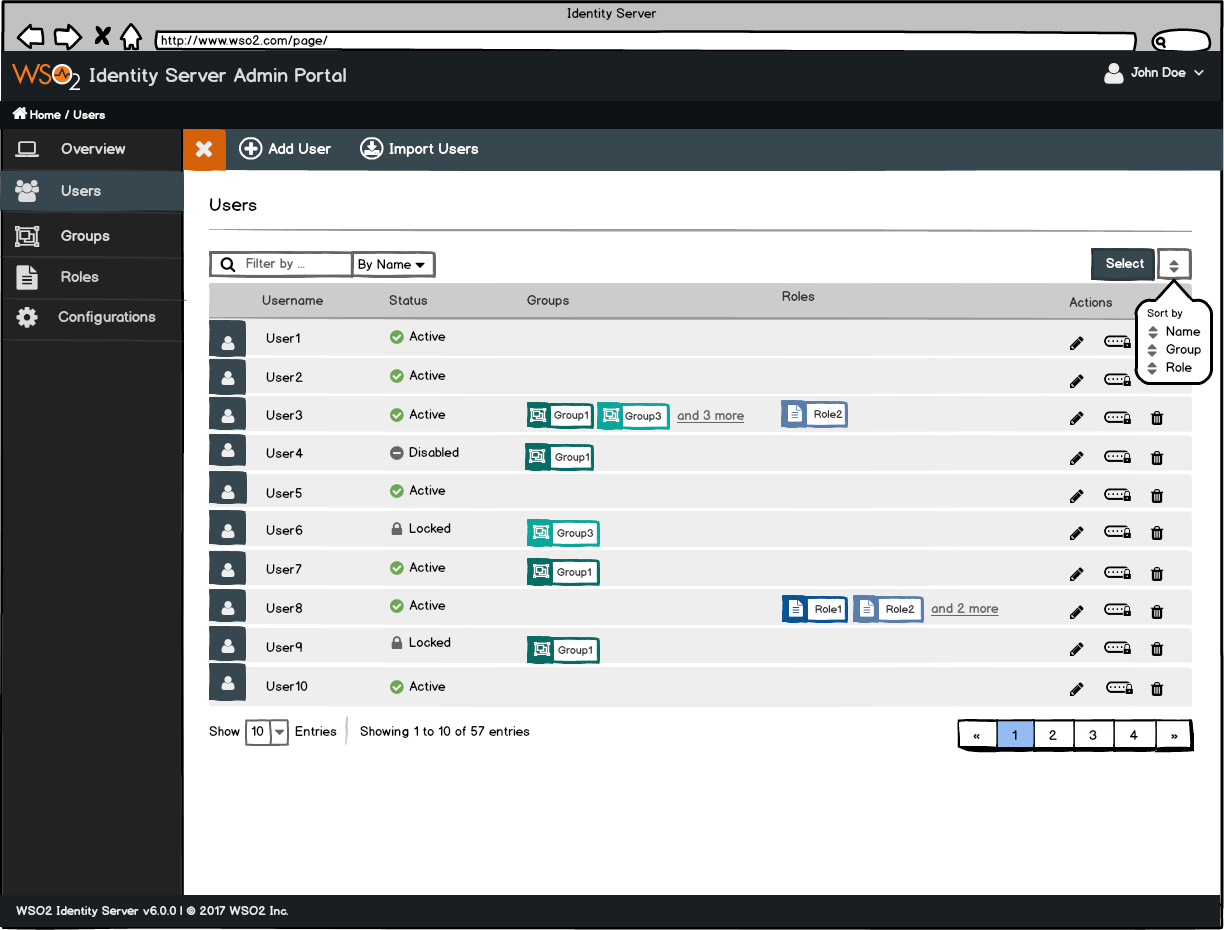 Identity Server
http://www.wso2.com/page/
WSO2 Identity Server Admin Portal
John Doe
Home / Users
Overview
Users
Groups
Roles
Configurations
Add User
Import Users
Users
Filter by ...
By Name
Select
Sort by
Name
Group
Role
Username Status Groups Roles Actions
User1 Active
User2 Active
User3 Active Group1 Group3 and 3 more Role2
User4 Disabled Group1
User5 Active
User6 Locked Group3
User7 Active Group1
User8 Active Role1 Role2 and 2 more
User9 Locked Group1
User10 Active
Show 10 Entries Showing 1 to 10 of 57 entries
« 1 2 3 4 »
WSO2 Identity Server v6.0.0 | © 2017 WSO2 Inc.